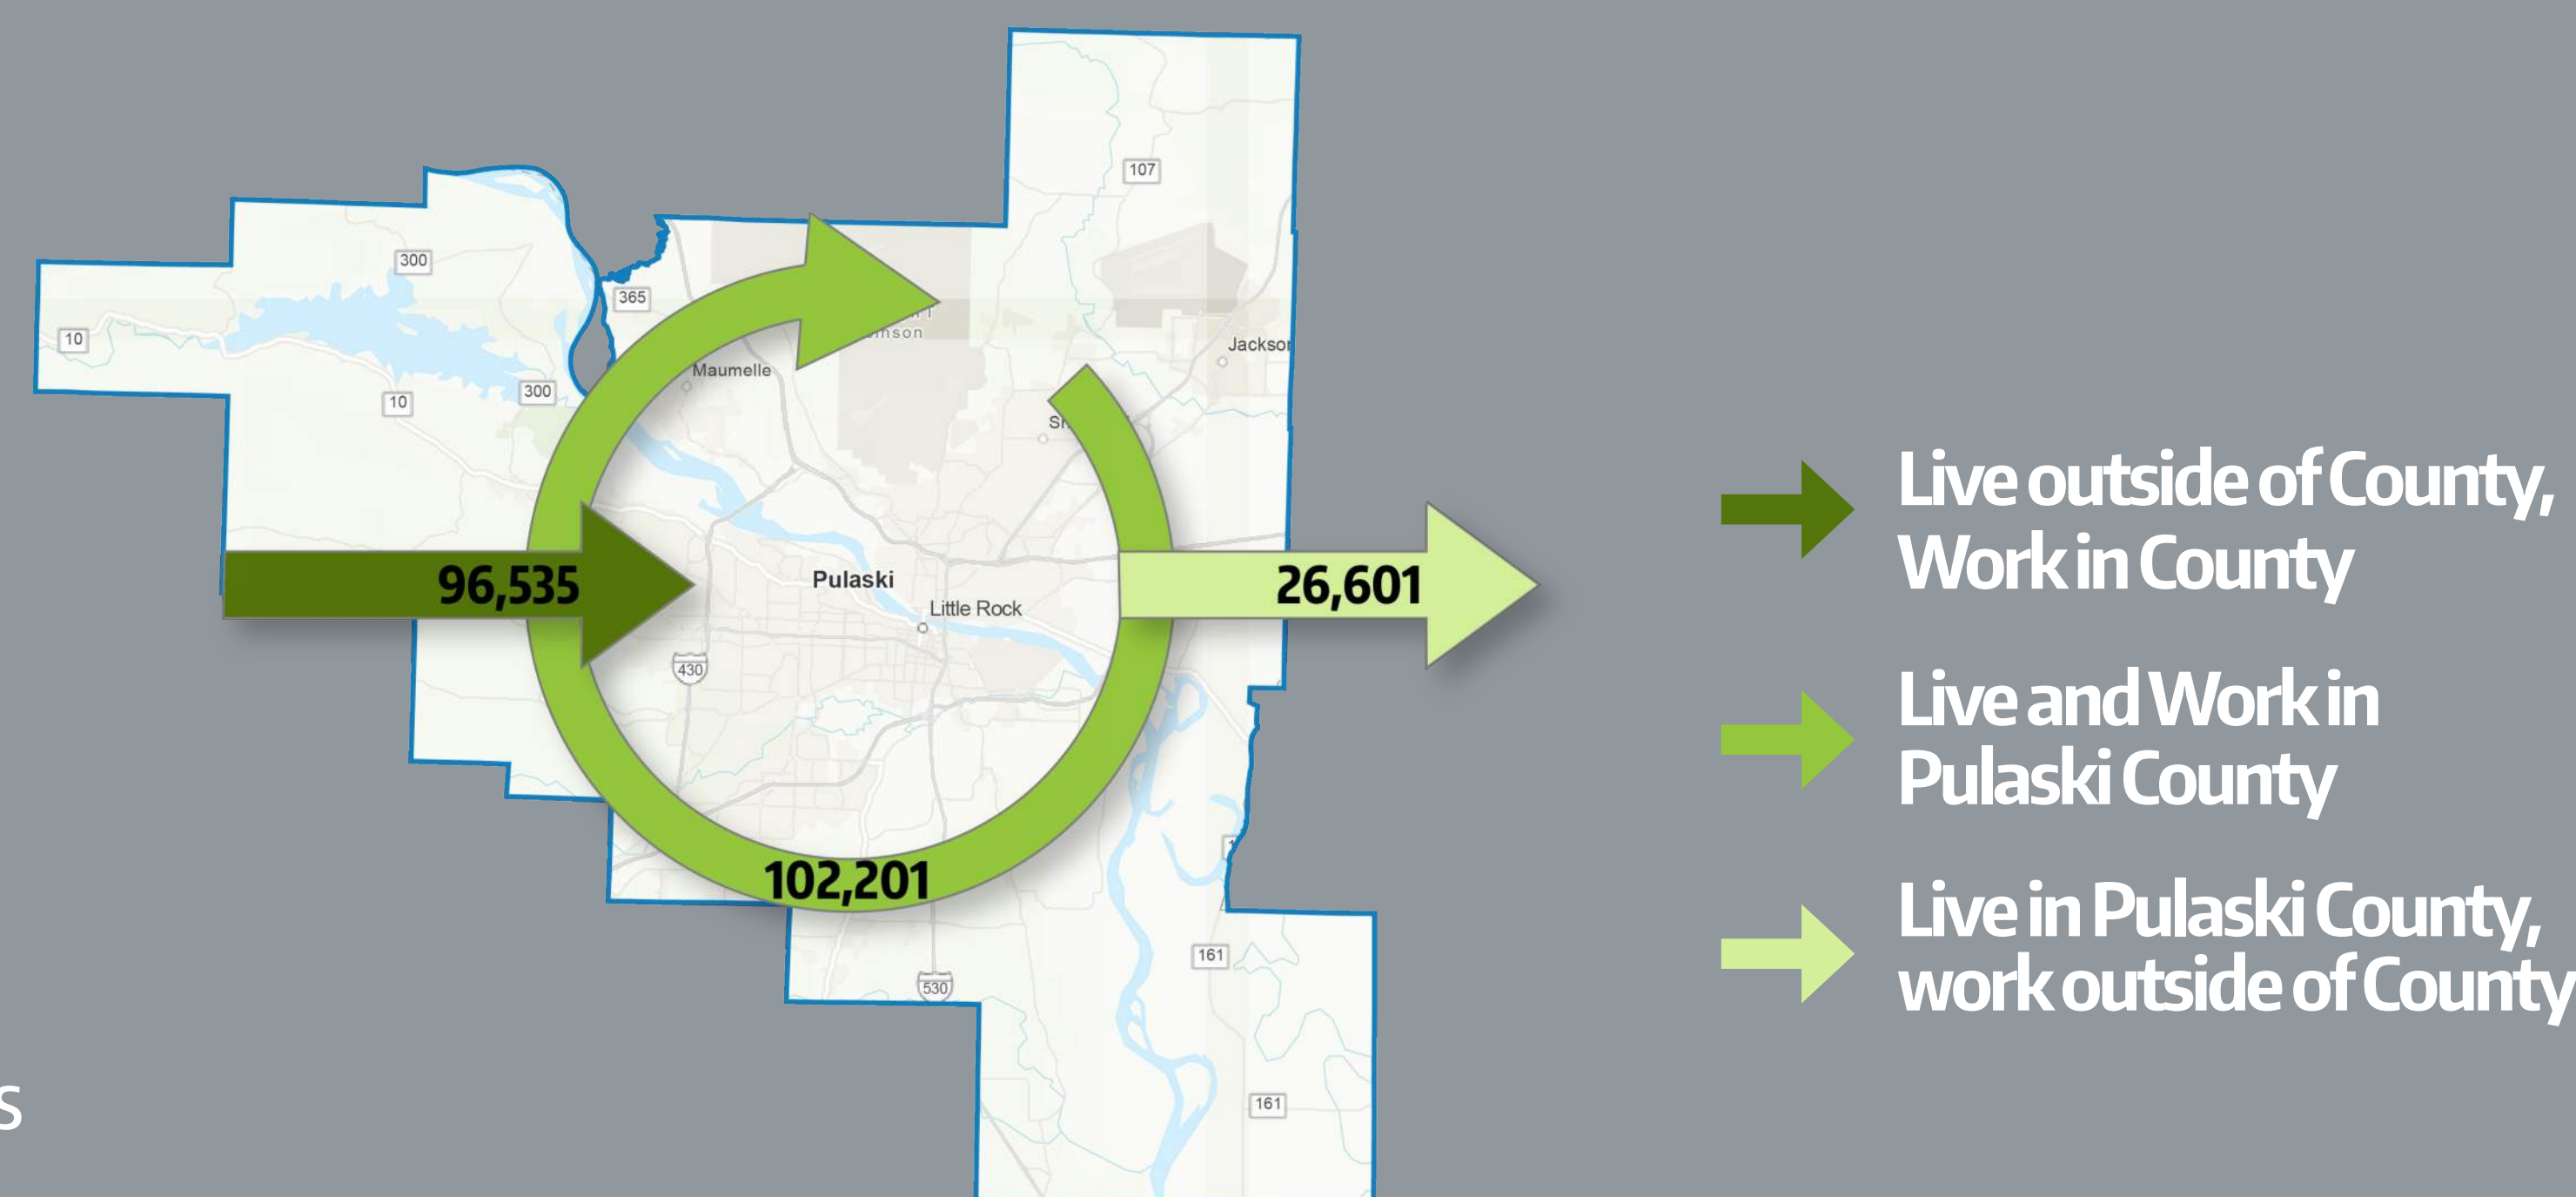 107
300
365
10
Maumelle
Jackson
300
10
Live outside of County,
Work in County
96,535
Pulaski
26,601
Little Rock
430
Live and Work in
Pulaski County
102,201
Live in Pulaski County,
work outside of County
161
530
s
161